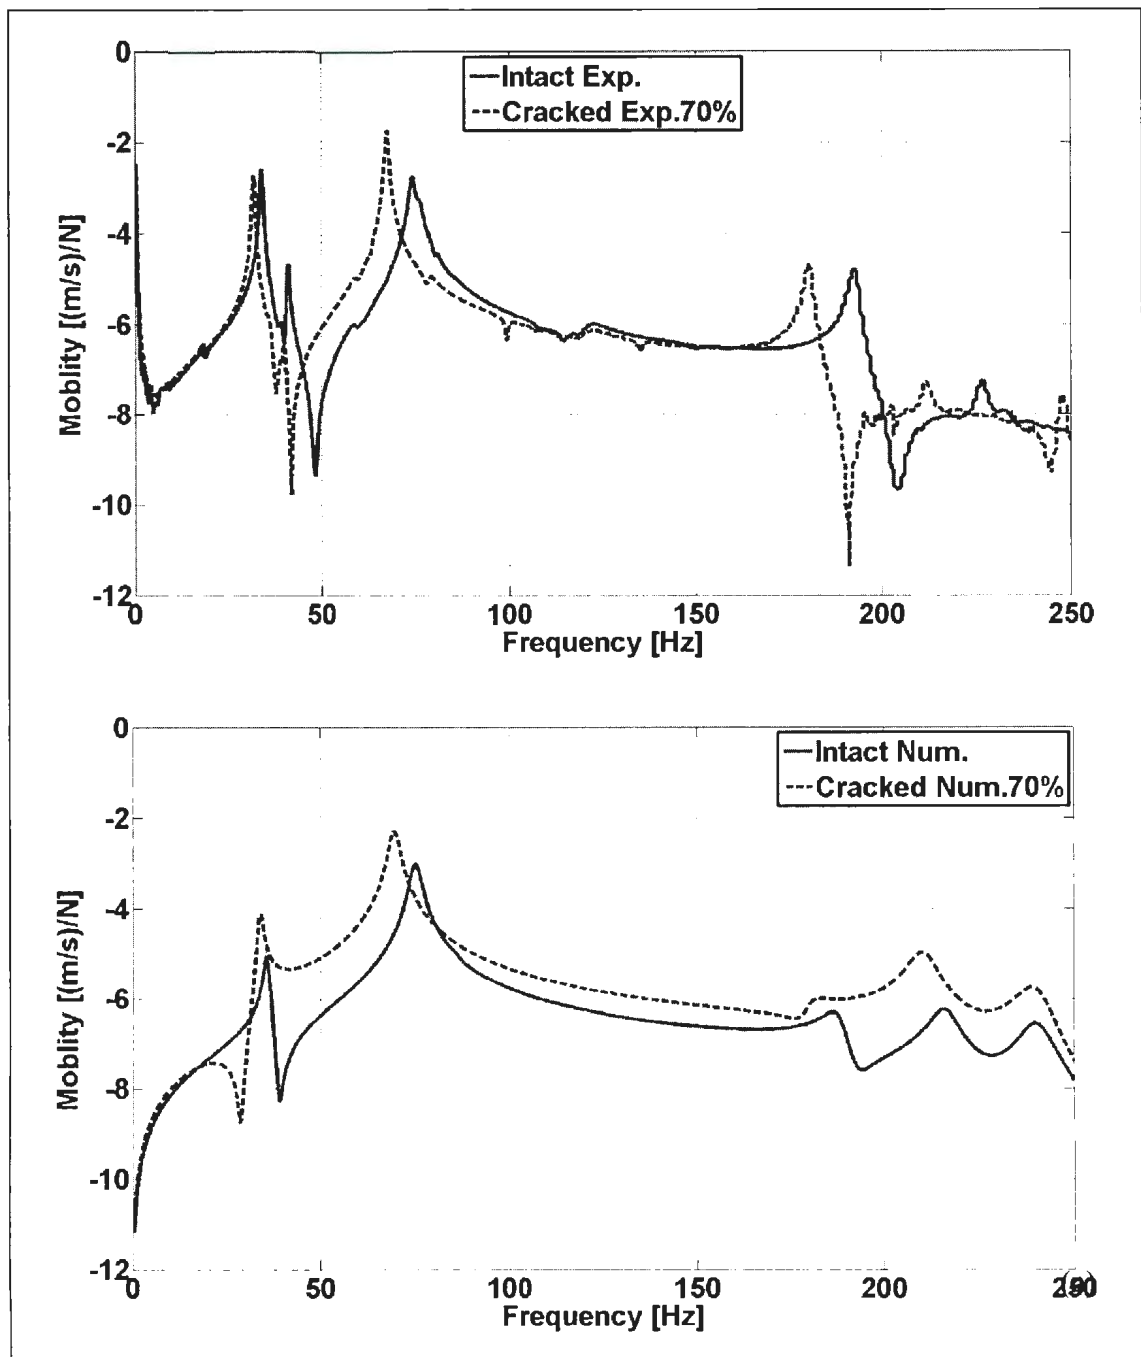 0
-2
-4
-6
-8
-10
-12
Moblity [(m/s)/N]
Intact Exp.
Cracked Exp.70%
0 50 100 150 200 250
Frequency [Hz]
0
-2
-4
-6
-8
-10
-12
Moblity [(m/s)/N]
Intact Num.
Cracked Num.70%
0 50 100 150 200
Frequency [Hz]